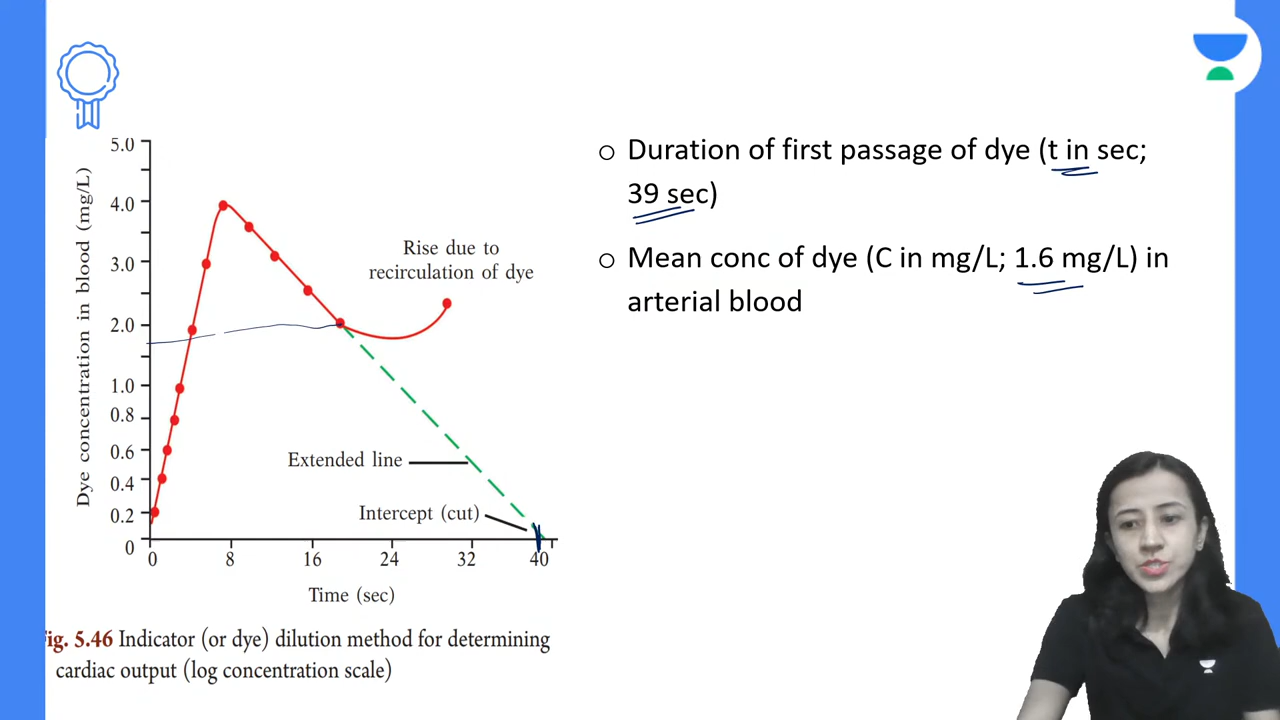 5.0
4.0
3.0
2.0
1.0
0.8
0.6
0.4
0.2
0
Dye concentration in blood (mg/L)
Rise due to
recirculation of dye
Extended line
Intercept (cut)
0 8 16 24 32 40
Time (sec)
ig. 5.46 Indicator (or dye) dilution method for determining
cardiac output (log concentration scale)
o Duration of first passage of dye (t in sec;
39 sec)
o Mean conc of dye (C in mg/L; 1.6 mg/L) in
arterial blood